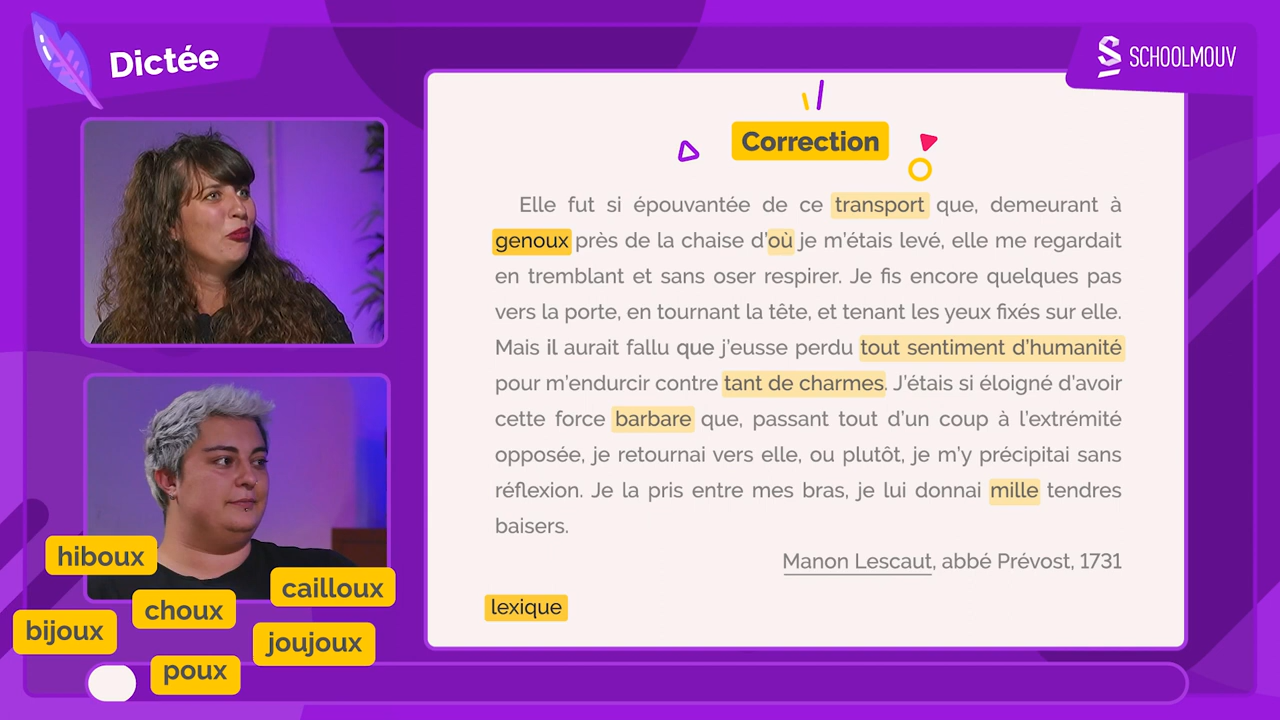 Dictée
SCHOOLMOUV
Correction
Elle fut si épouvantée de ce transport que, demeurant à
genoux près de la chaise d'où je m'étais levé, elle me regardait
en tremblant et sans oser respirer. Je fis encore quelques pas
vers la porte, en tournant la tête, et tenant les yeux fixés sur elle.
Mais il aurait fallu que j'eusse perdu tout sentiment d'humanité
pour m'endurcir contre tant de charmes. J'étais si éloigné d'avoir
cette force barbare que, passant tout d'un coup à l'extrémité
opposée, je retournai vers elle, ou plutôt, je m'y précipitai sans
réflexion. Je la pris entre mes bras, je lui donnai mille tendres
baisers.
Manon Lescaut, abbé Prévost, 1731
lexique
hiboux
cailloux
choux
bijoux
joujoux
poux